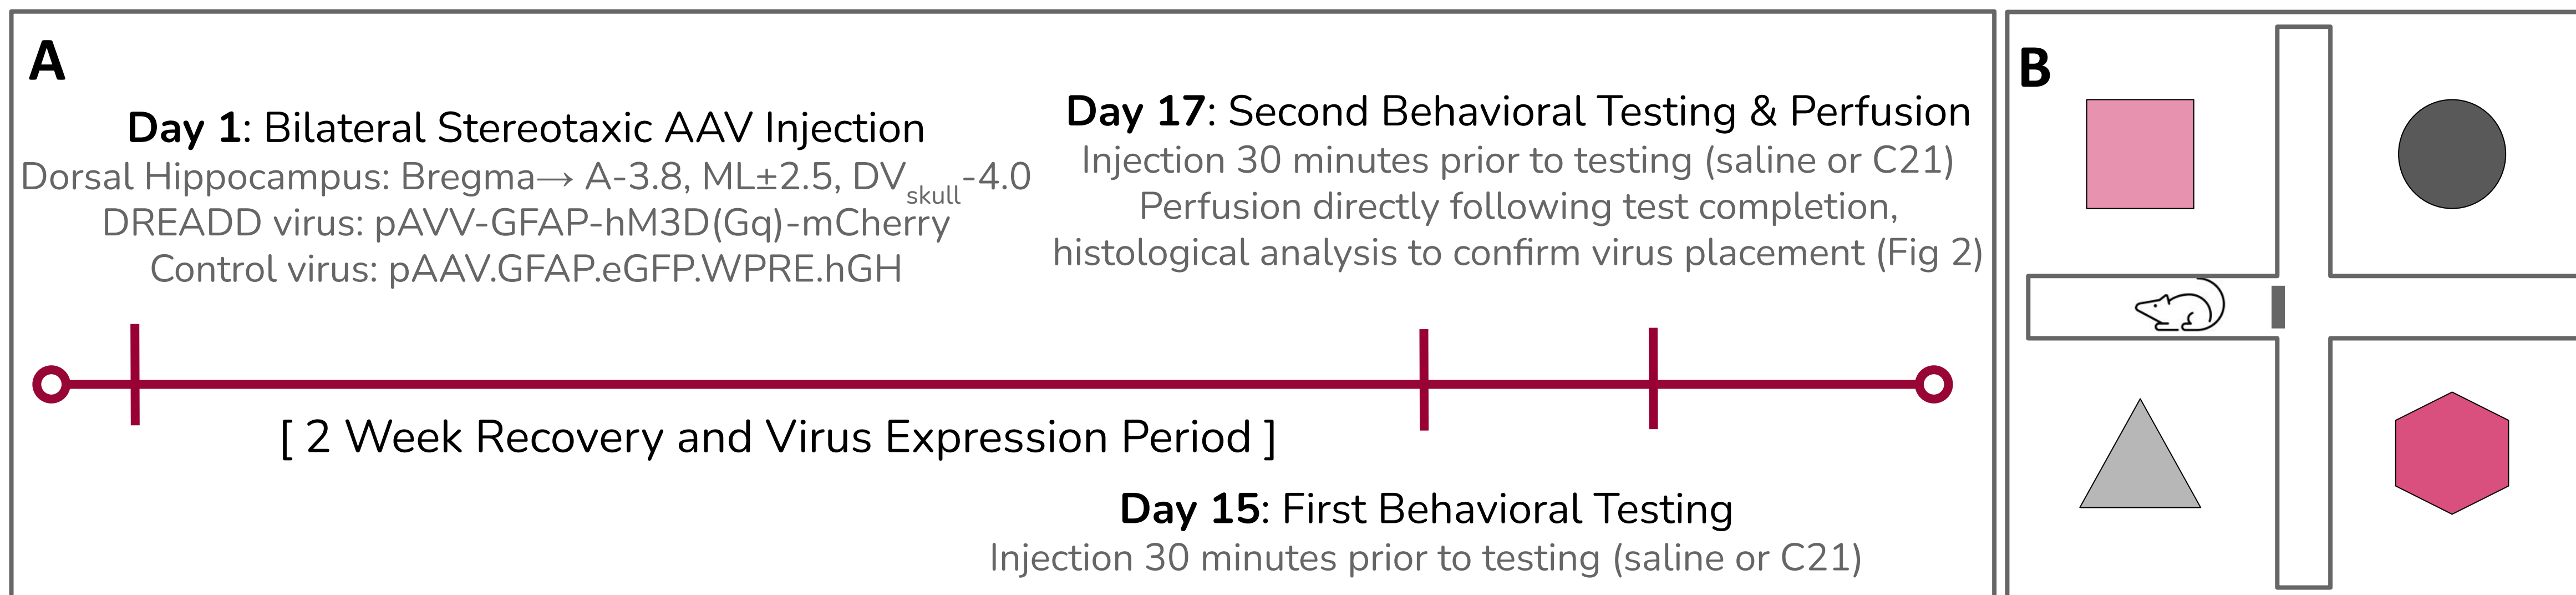 A
Day 1: Bilateral Stereotaxic AAV Injection
Dorsal Hippocampus: Bregma→ A-3.8, ML±2.5, DVskull-4.0
DREADD virus: pAVV-GFAP-hM3D(Gq)-mCherry
Control virus: pAAV.GFAP.eGFP.WPRE.hGH
Day 17: Second Behavioral Testing & Perfusion
Injection 30 minutes prior to testing (saline or C21)
Perfusion directly following test completion,
histological analysis to confirm virus placement (Fig 2)
[ 2 Week Recovery and Virus Expression Period ]
Day 15: First Behavioral Testing
Injection 30 minutes prior to testing (saline or C21)
B